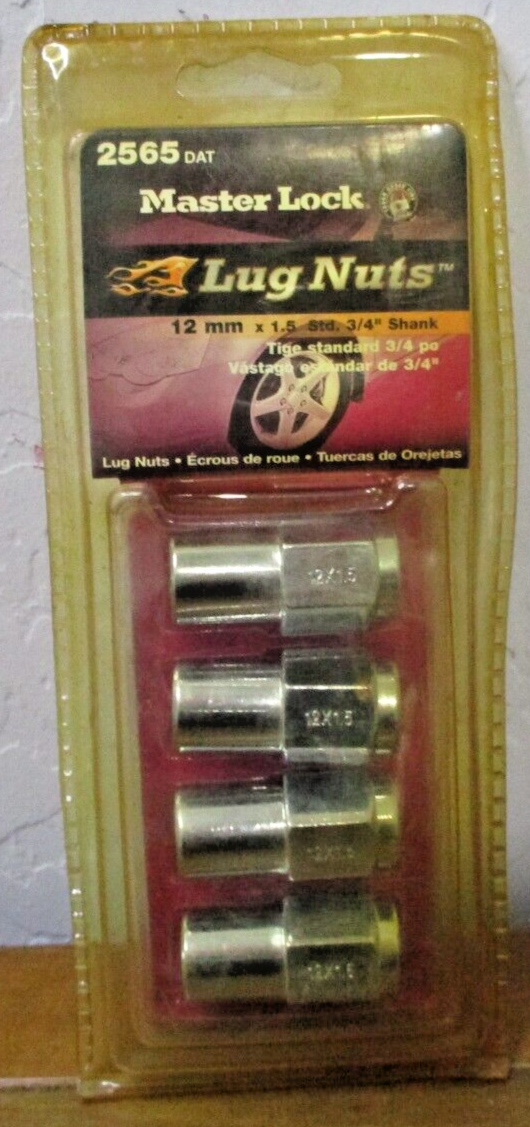 2565 DAT
Master Lock
Lug Nuts™
12 mm x 1.5 Std. 3/4" Shank
Tige standard 3/4 po
Vástago estándar de 3/4"
Lug Nuts • Écrous de roue • Tuercas de Orejetas
12X1.5
12X1.5
12X1.5
12X1.5